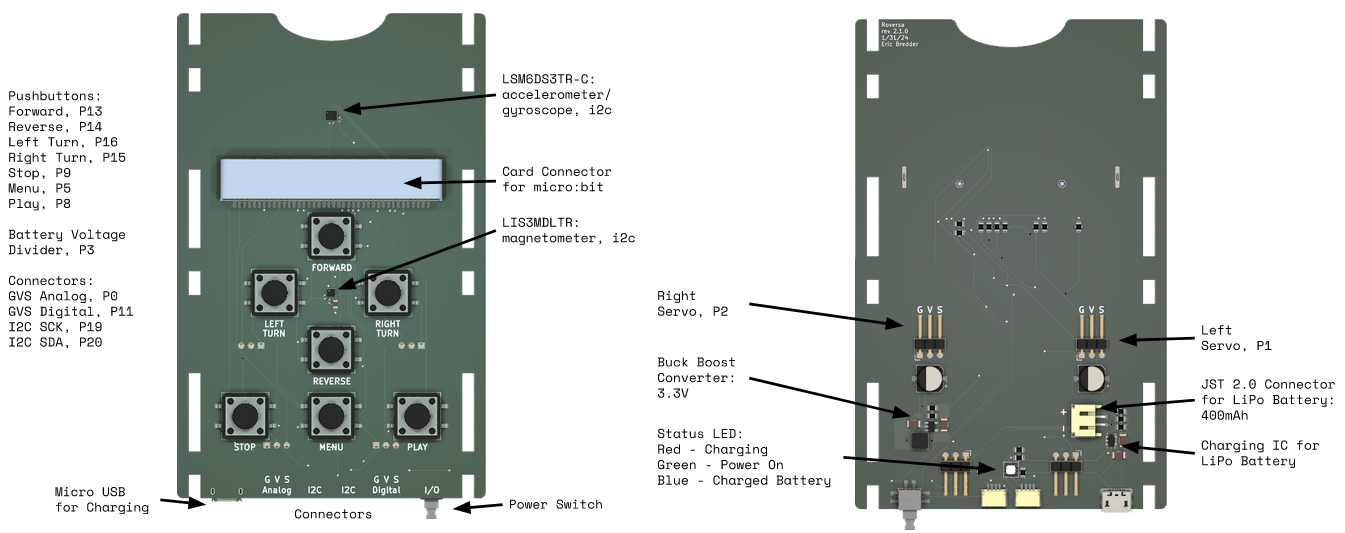 Pushbuttons:
Forward, P13
Reverse, P14
Left Turn, P16
Right Turn, P15
Stop, P9
Menu, P5
Play, P8
Battery Voltage
Divider, P3
Connectors:
GVS Analog, P0
GVS Digital, P11
I2C SCK, P19
I2C SDA, P20
Micro USB
for Charging
LSM6DS3TR-C:
accelerometer/
gyroscope, i2c
Card Connector
for micro:bit
LIS3MDLTR:
magnetometer, i2c
FORWARD
LEFT
TURN
RIGHT
TURN
REVERSE
STOP
MENU
PLAY
G V S
Analog
I2C
I2C
G V S
Digital
I/O
Connectors
Power Switch
Roversa
rev 2.1.0
1/31/24
Eric Bredder
Right
Servo, P2
G V S
G V S
Left
Servo, P1
Buck Boost
Converter:
3.3V
+
-
JST 2.0 Connector
for LiPo Battery:
400mAh
Status LED:
Red - Charging
Green - Power On
Blue - Charged Battery
Charging IC for
LiPo Battery